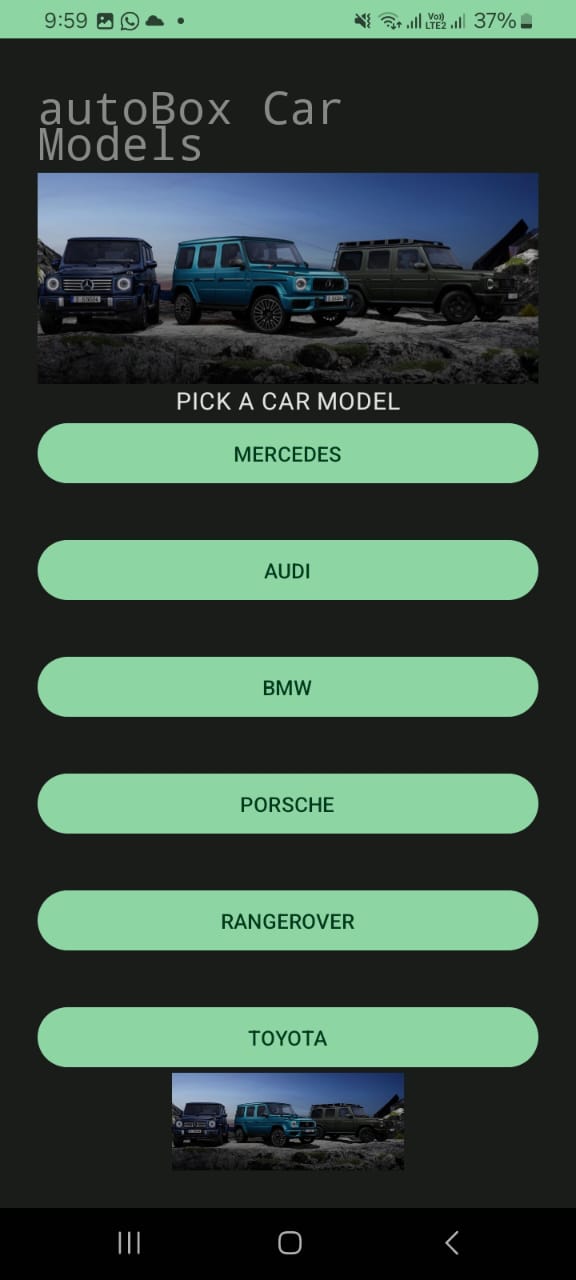 9:59 Vo) LTE2 37%
autoBox Car
Models
PICK A CAR MODEL
MERCEDES
AUDI
BMW
PORSCHE
RANGEROVER
TOYOTA